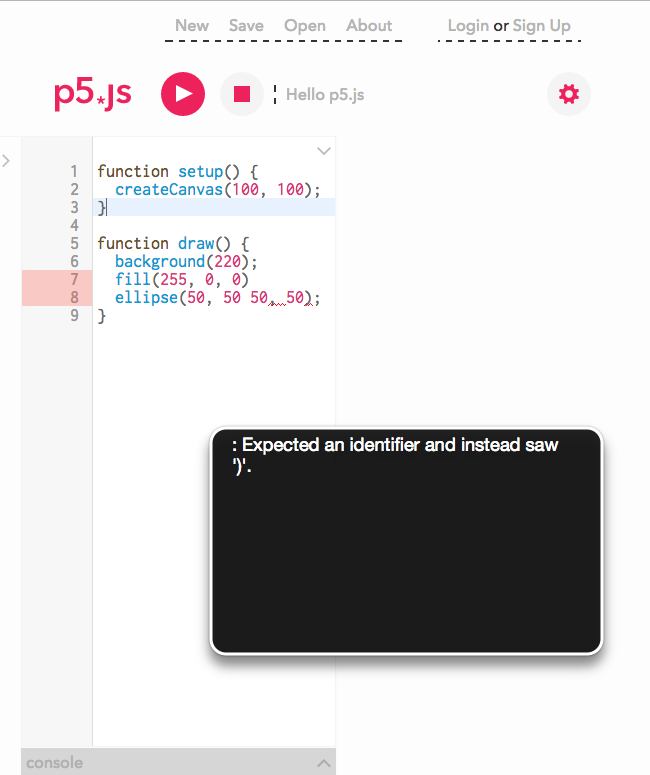 New Save Open About Login or Sign Up
p5*js Hello p5.js
1 function setup() {
2 createCanvas(100, 100);
3 }
4
5 function draw() {
6 background(220);
7 fill(255, 0, 0)
8 ellipse(50, 50 50, 50);
9 }
: Expected an identifier and instead saw
')'.
console